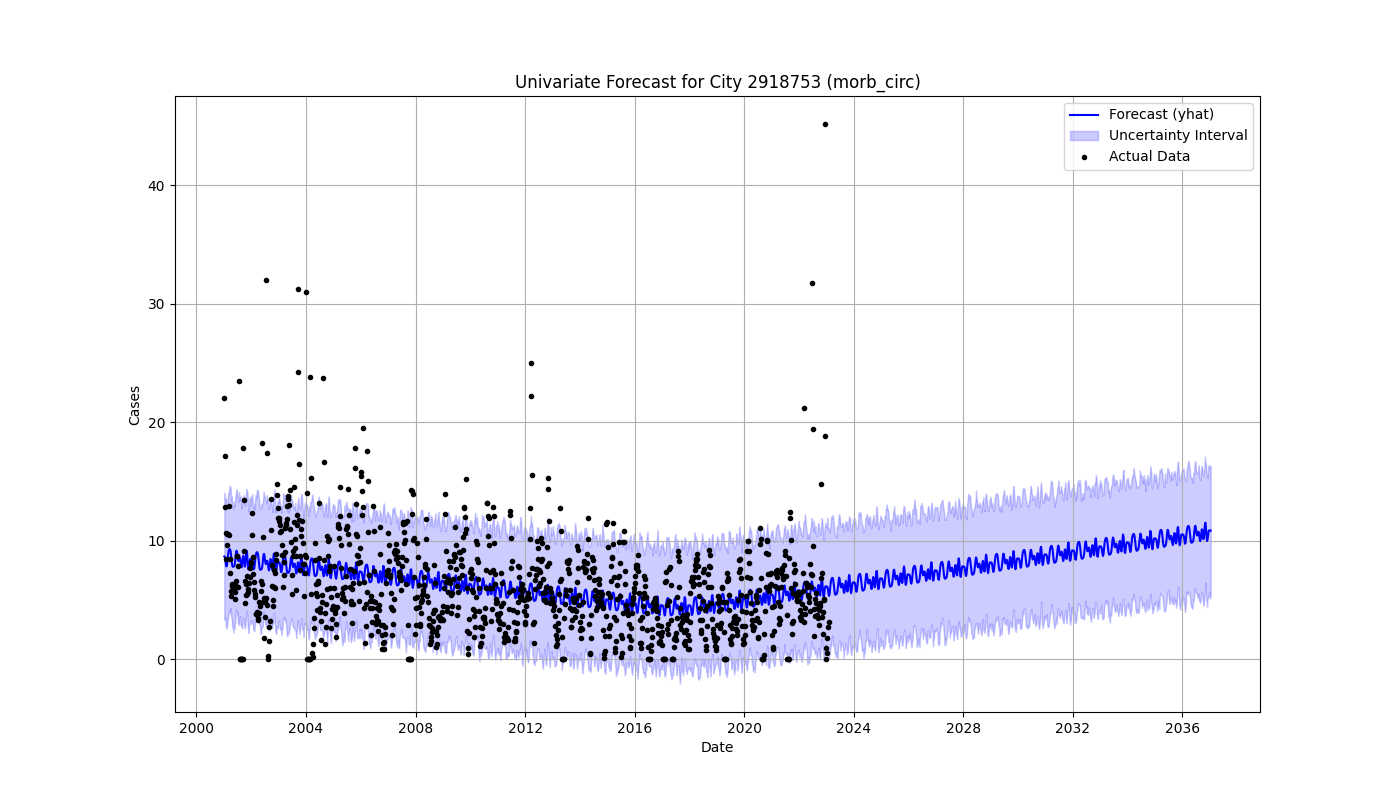 Univariate Forecast for City 2918753 (morb_circ)
Forecast (yhat)
Uncertainty Interval
Actual Data
Cases
40
30
20
10
0
2000 2004 2008 2012 2016 2020 2024 2028 2032 2036
Date